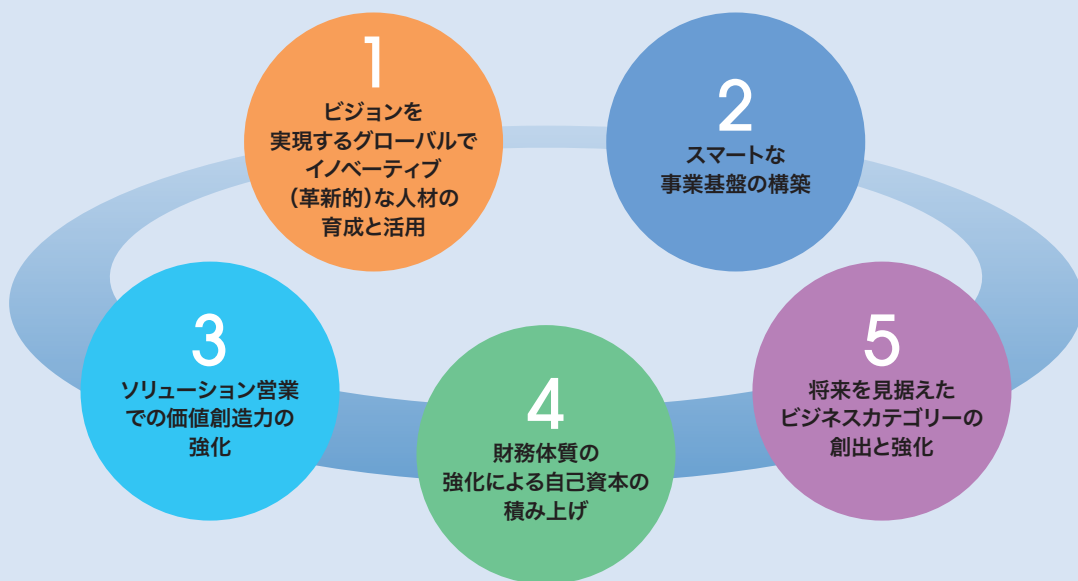 1
ビジョンを
実現するグローバルで
イノベーティブ
(革新的)な人材の
育成と活用
2
スマートな
事業基盤の構築
3
ソリューション営業
での価値創造力の
強化
4
財務体質の
強化による自己資本の
積み上げ
5
将来を見据えた
ビジネスカテゴリーの
創出と強化